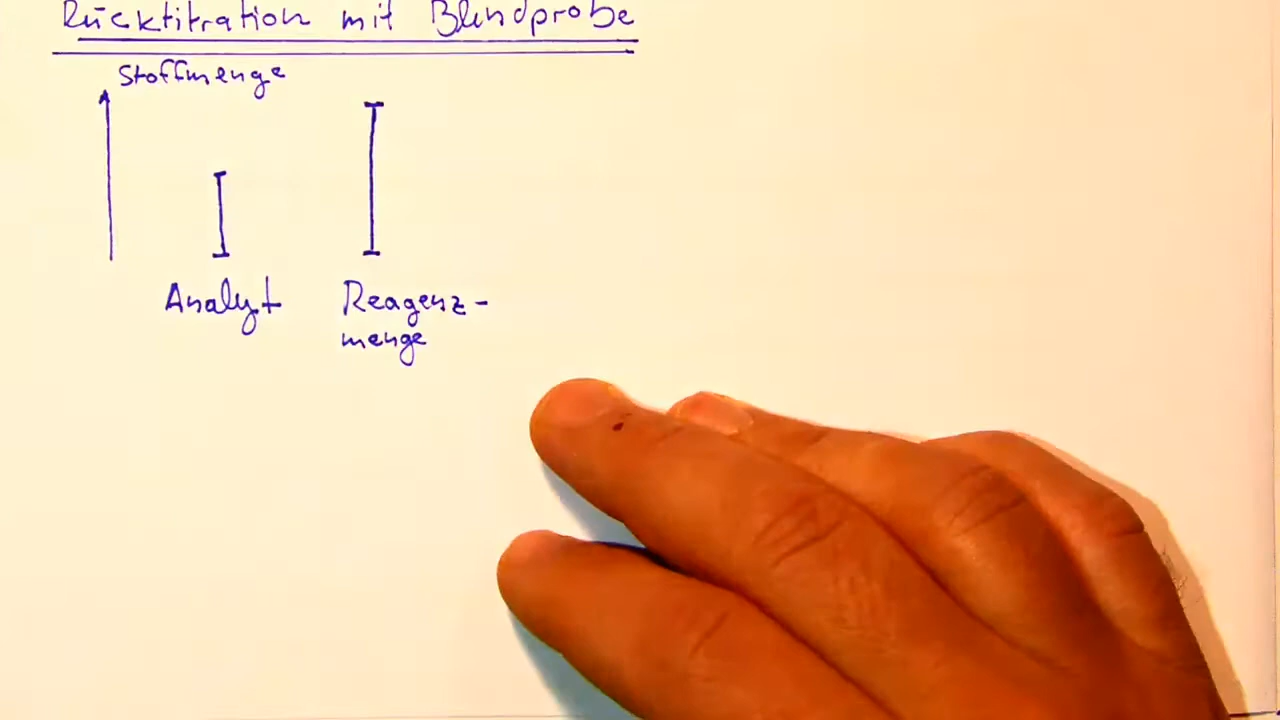 Rücktitration mit Blindprobe
Stoffmenge
Analyt
Reagenz-
menge